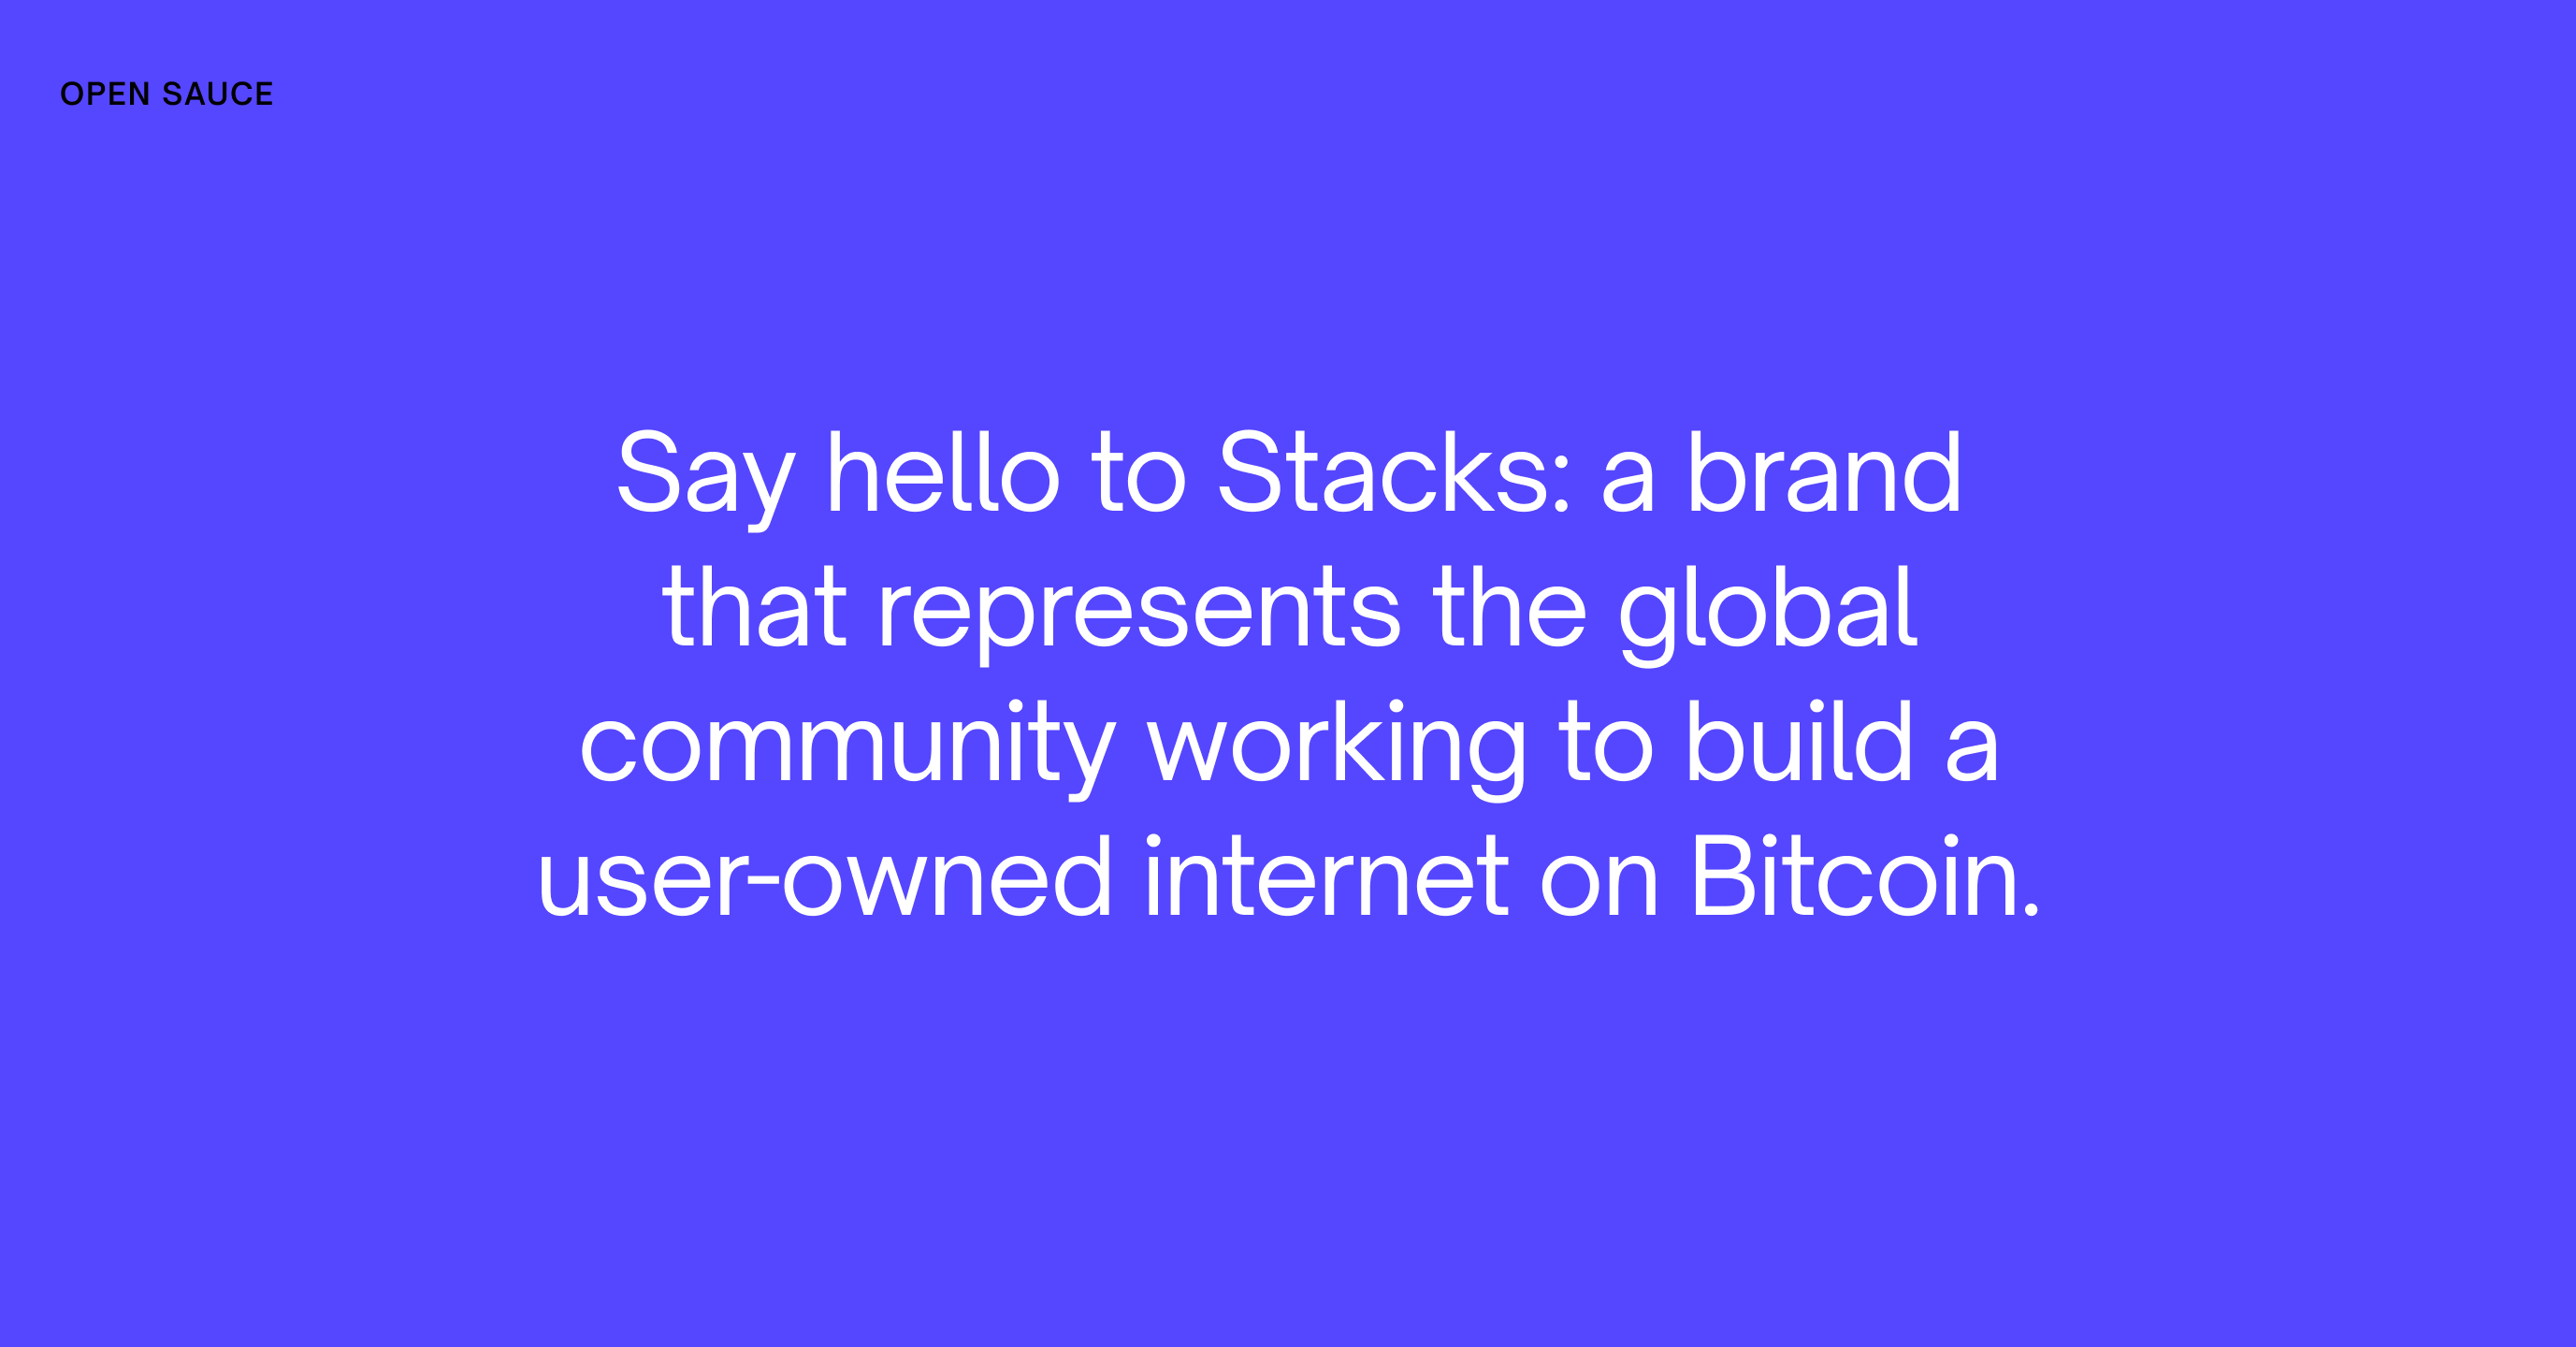 OPEN SAUCE
Say hello to Stacks: a brand
that represents the global
community working to build a
user-owned internet on Bitcoin.